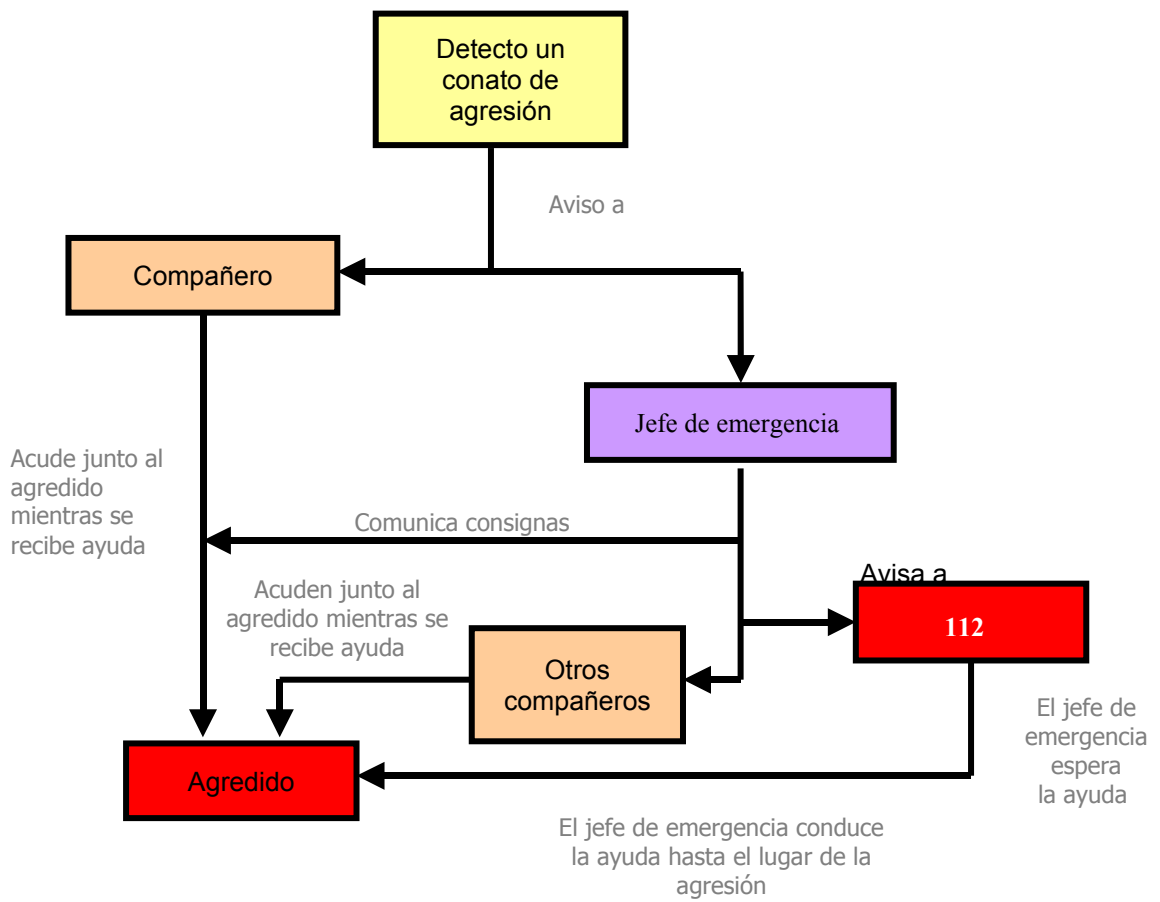 Detecto un
conato de
agresión
Aviso a
Compañero
Jefe de emergencia
Acude junto al
agredido
mientras se
recibe ayuda
Comunica consignas
Acuden junto al
agredido mientras se
recibe ayuda
Avisa a
112
Otros
compañeros
El jefe de
emergencia
espera
la ayuda
Agredido
El jefe de emergencia conduce
la ayuda hasta el lugar de la
agresión